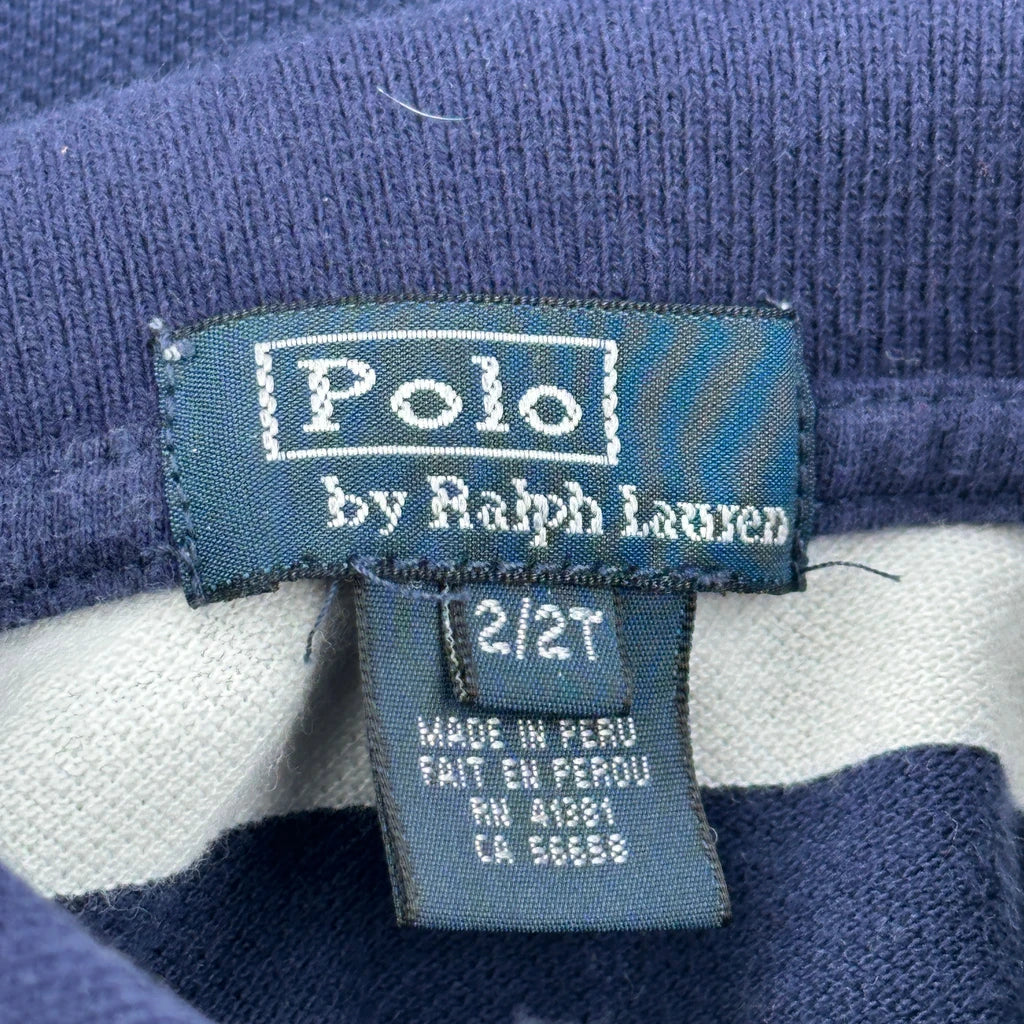 Polo
by Ralph Lauren
2/2T
MADE IN PERU
FAIT EN PEROU
RN 41381
CA 56658